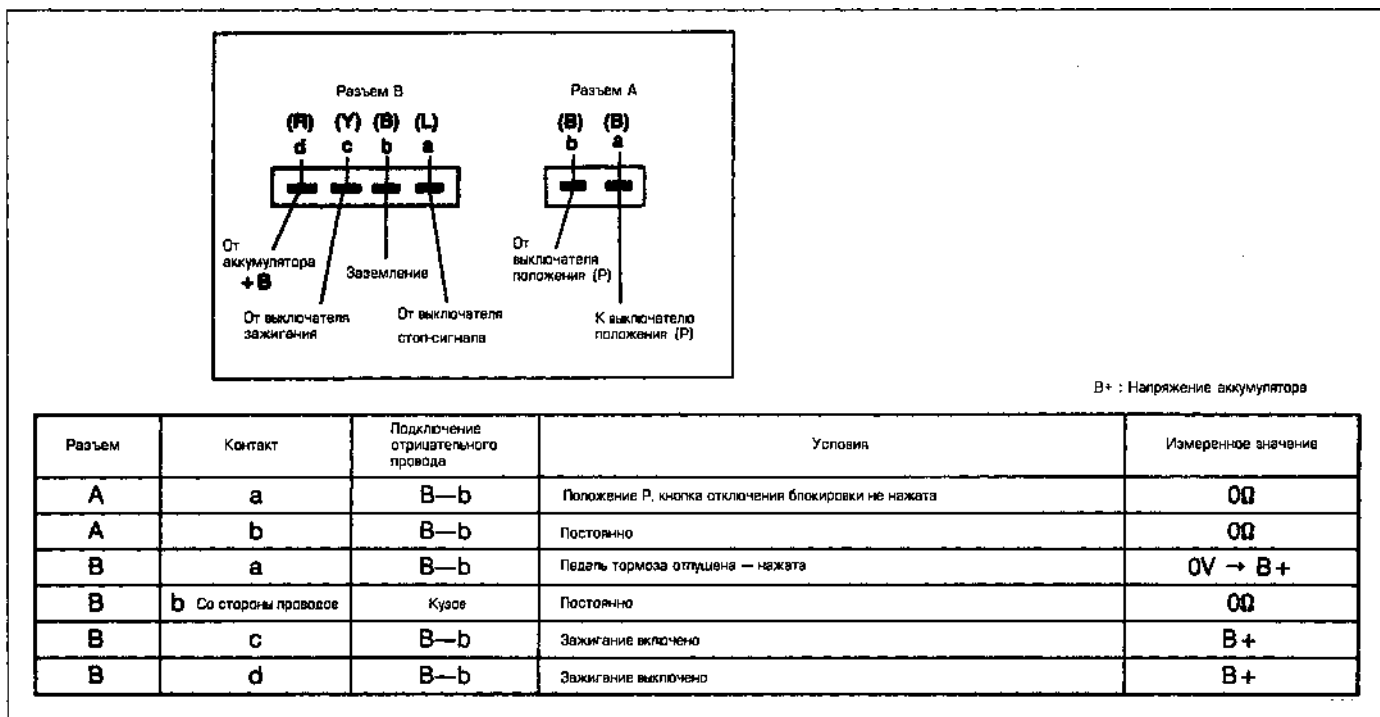 Разъем В Разъем А
(R) (Y) (B) (L) (B) (B)
d c b a b a
От
аккумулятора
+B
Заземление
От выключателя
зажигания
От выключателя
стоп-сигнала
От
выключателя
положения (Р)
К выключателю
положения (Р)
В+ : Напряжение аккумулятора
Разъем Контакт Подключение отрицательного провода Условия Измеренное значение
A a B—b Положение Р, кнопка отключения блокировки не нажата 0Ω
A b B—b Постоянно 0Ω
B a B—b Педаль тормоза отпущена — нажата 0V → B+
B b Со стороны проводов Кузов Постоянно 0Ω
B c B—b Зажигание включено B+
B d B—b Зажигание выключено B+